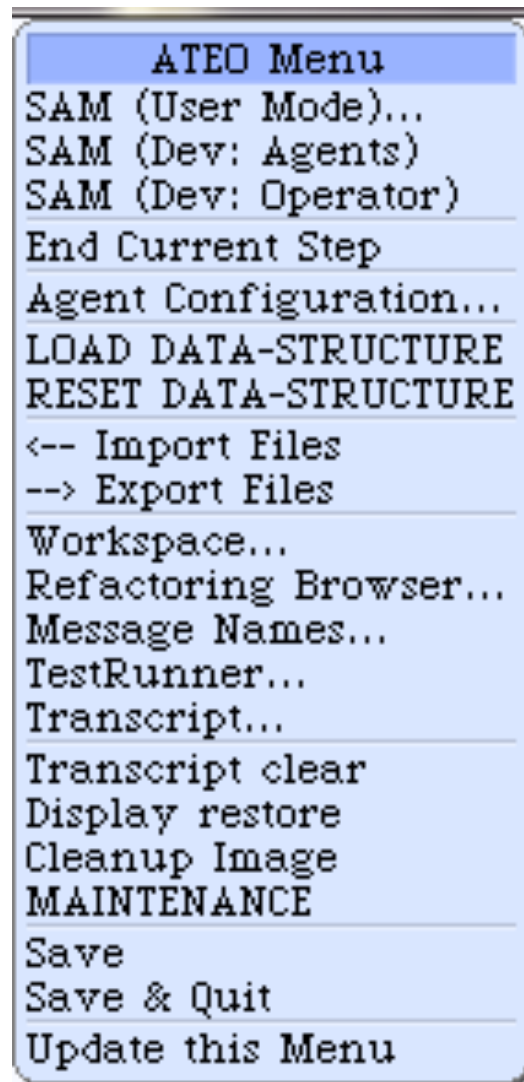 ATEO Menu
SAM (User Mode)...
SAM (Dev: Agents)
SAM (Dev: Operator)
End Current Step
Agent Configuration...
LOAD DATA-STRUCTURE
RESET DATA-STRUCTURE
<-- Import Files
--> Export Files
Workspace...
Refactoring Browser...
Message Names...
TestRunner...
Transcript...
Transcript clear
Display restore
Cleanup Image
MAINTENANCE
Save
Save & Quit
Update this Menu